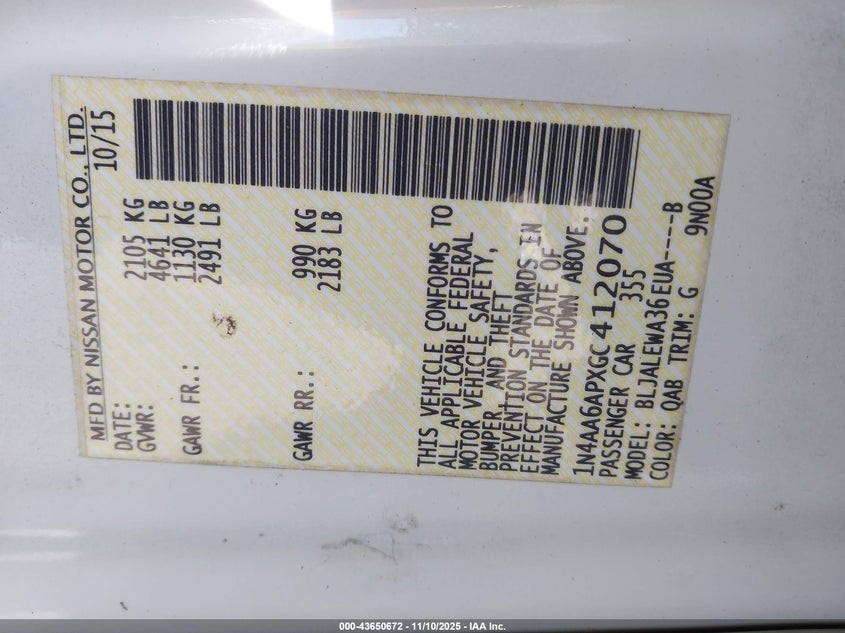 MFD BY NISSAN MOTOR CO., LTD.
DATE: 10/15
GVWR: 2105 KG
4641 LB
GAWR FR.: 1130 KG
2491 LB
GAWR RR.: 990 KG
2183 LB
THIS VEHICLE CONFORMS TO
ALL APPLICABLE FEDERAL
MOTOR VEHICLE SAFETY,
BUMPER, AND THEFT
PREVENTION STANDARDS IN
EFFECT ON THE DATE OF
MANUFACTURE SHOWN ABOVE.
1N4AA6APXGC412070
PASSENGER CAR 355
MODEL: BLJALEWA36EUA----B
COLOR: QAB TRIM: G 9N00A
000-43650672 - 11/10/2025 - IAA Inc.